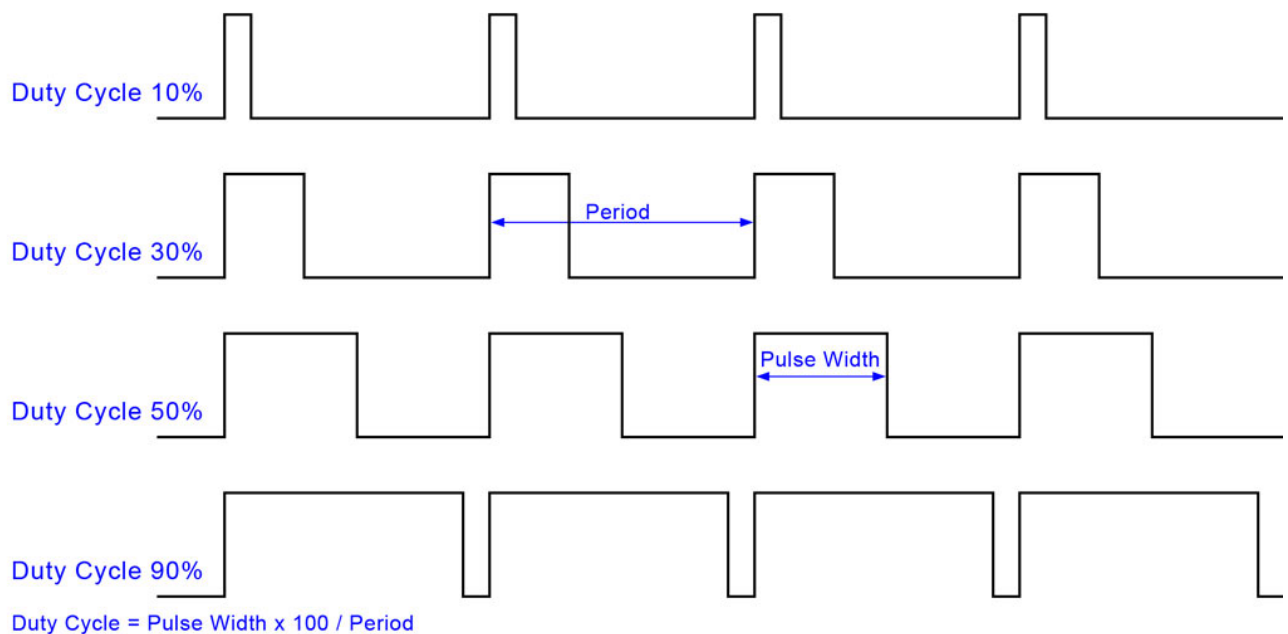 Duty Cycle 10%
Period
Duty Cycle 30%
Pulse Width
Duty Cycle 50%
Duty Cycle 90%
Duty Cycle = Pulse Width x 100 / Period